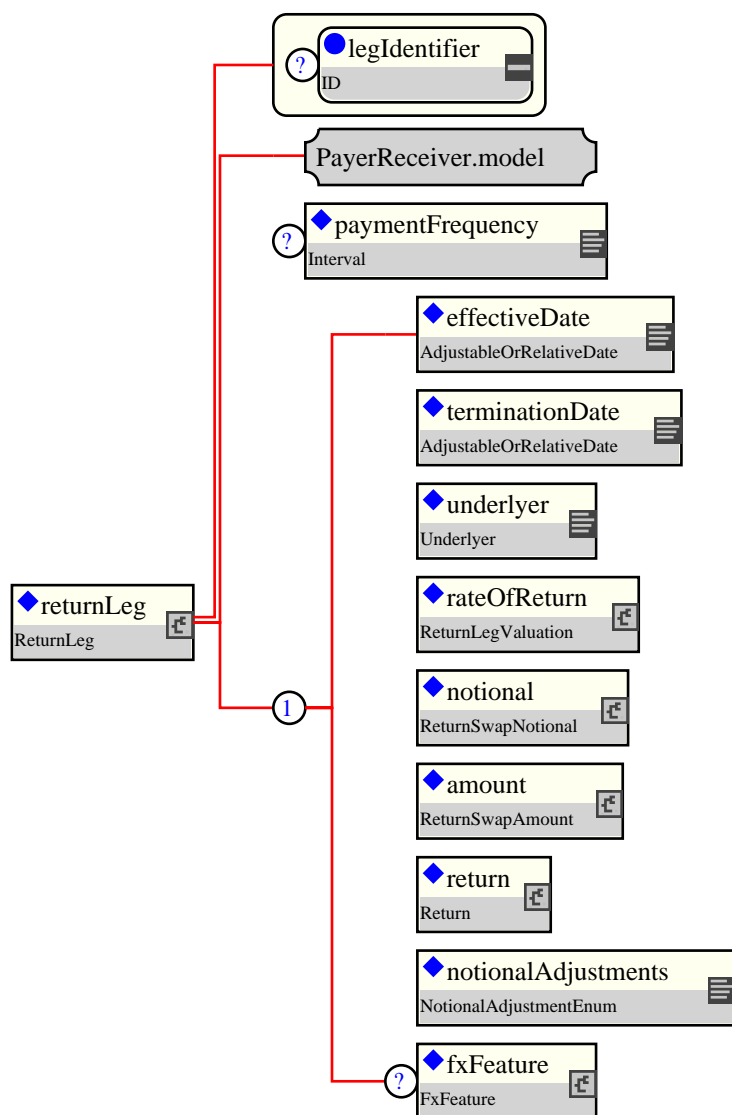 legIdentifier
?
ID
PayerReceiver.model
paymentFrequency
?
Interval
effectiveDate
AdjustableOrRelativeDate
terminationDate
AdjustableOrRelativeDate
underlyer
Underlyer
returnLeg
ReturnLeg
rateOfReturn
ReturnLegValuation
1
notional
ReturnSwapNotional
amount
ReturnSwapAmount
return
Return
notionalAdjustments
NotionalAdjustmentEnum
?
fxFeature
FxFeature